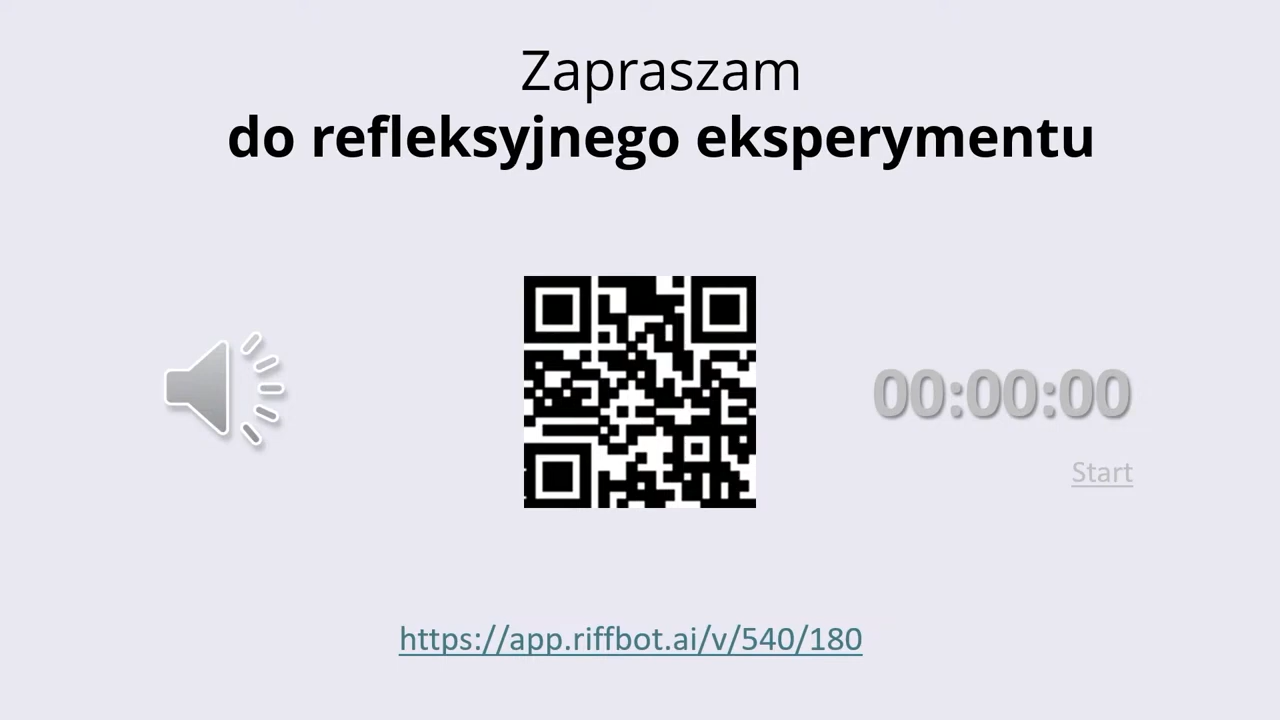 Zapraszam
do refleksyjnego eksperymentu
00:00:00
Start
https://app.riffbot.ai/v/540/180